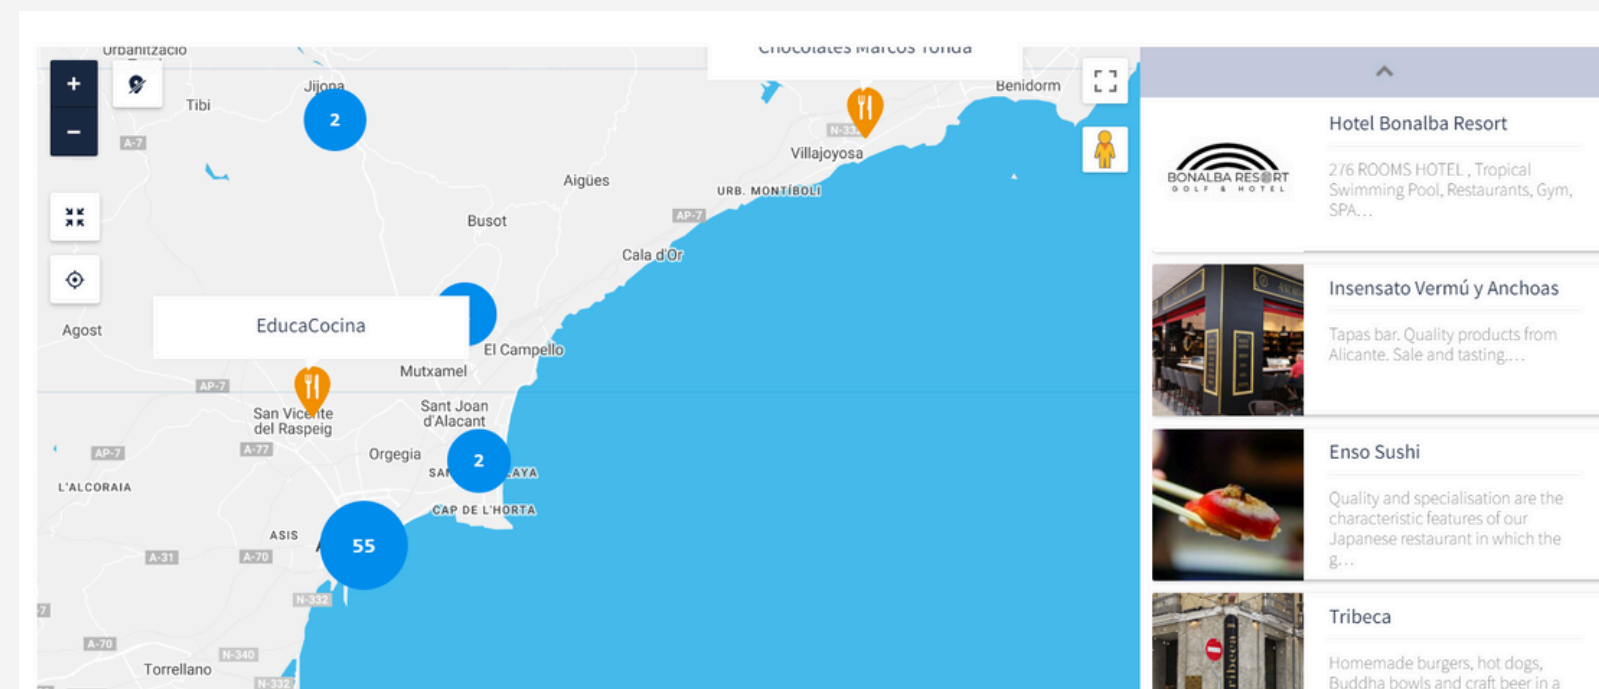 Urbanització
Chocolates Marcos Tonda
+
Jijona
Benidorm
Tibi
2
N-332
A-7
−
Villajoyosa
Aigües
URB. MONTÍBOLI
AP-7
Busot
Cala d'Or
EducaCocina
Agost
El Campello
Mutxamel
AP-7
San Vicente
del Raspeig
Sant Joan
d'Alacant
A-77
AP-7
Orgegia
2
L'ALCORAIA
CAP DE L'HORTA
ASIS
55
A-31
A-70
N-332
A-70
N-340
Torrellano
N-332
Hotel Bonalba Resort
BONALBA RESORT
GOLF & HOTEL
276 ROOMS HOTEL , Tropical
Swimming Pool, Restaurants, Gym,
SPA...
Insensato Vermú y Anchoas
Tapas bar. Quality products from
Alicante. Sale and tasting....
Enso Sushi
Quality and specialisation are the
characteristic features of our
Japanese restaurant in which the
g...
Tribeca
Homemade burgers, hot dogs,
Buddha bowls and craft beer in a